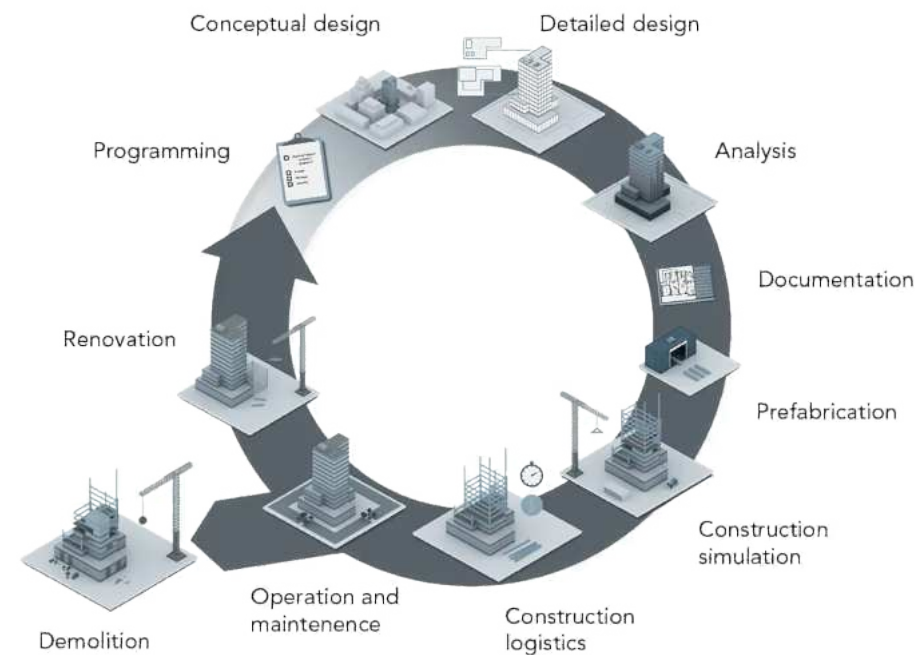 Conceptual design
Detailed design
Programming
Analysis
Documentation
Renovation
Prefabrication
Construction
simulation
Operation and
maintenence
Construction
logistics
Demolition